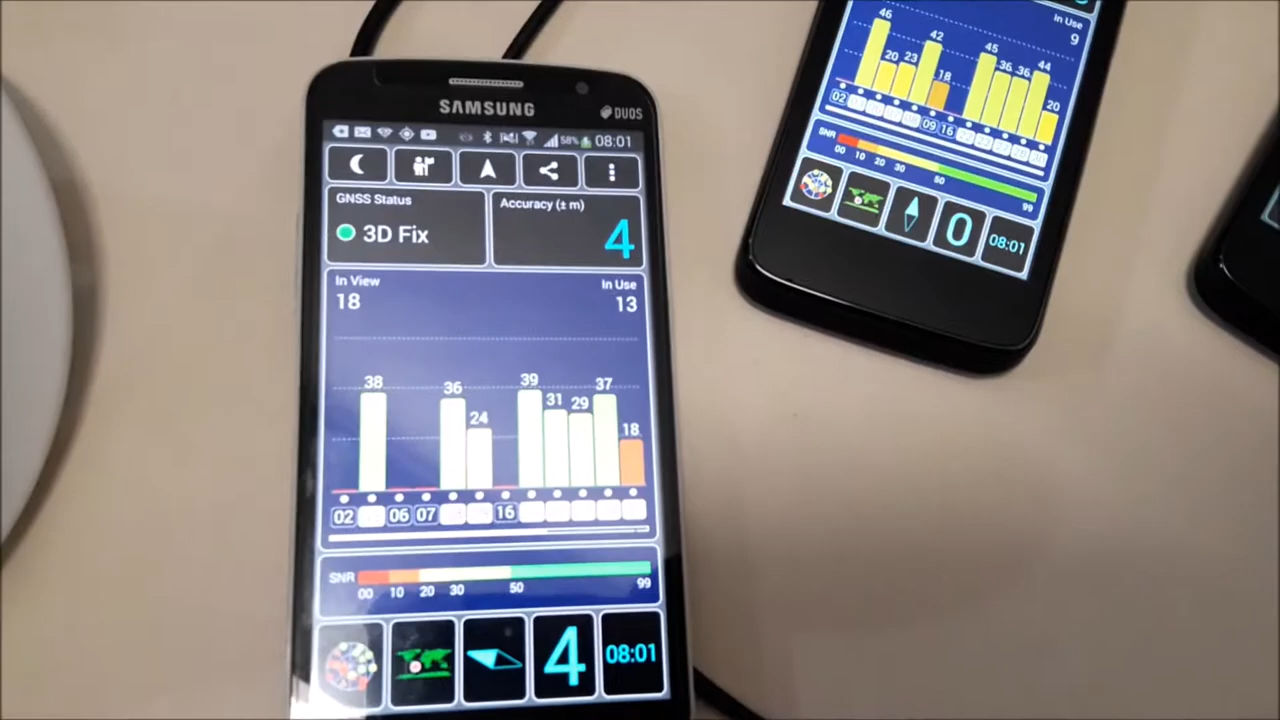 SAMSUNG
DUOS
58% 08:01
GNSS Status
3D Fix
Accuracy (± m)
4
In View
18
In Use
13
38 36 24 39 31 29 37 18
02 06 07 16
SNR
00 10 20 30 50 99
4
08:01
In Use
9
46 20 23 42 18 45 36 36 44 20
02 09 16
SNR
00 10 20 30 50 99
0
08:01